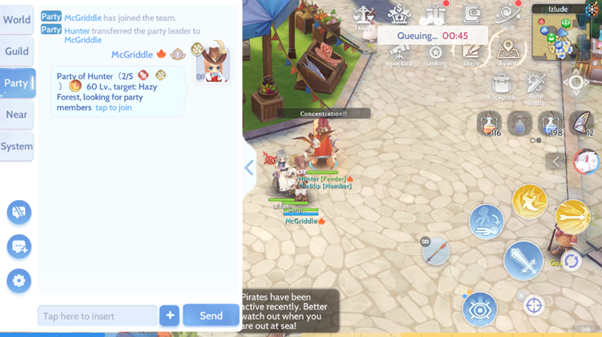 World
Guild
Party
Near
System
Party McGriddle has joined the team.
Party Hunter transferred the party leader to
McGriddle
McGriddle
Party of Hunter (2/5
) 60 Lv., target: Hazy
Forest, looking for party
members tap to join
Tap here to insert
+
Send
Queuing... 00:45
Ranking
Izlude
Concentration!!
[Member]
McGriddle
Pirates have been
active recently. Better
watch out when you
are out at sea!